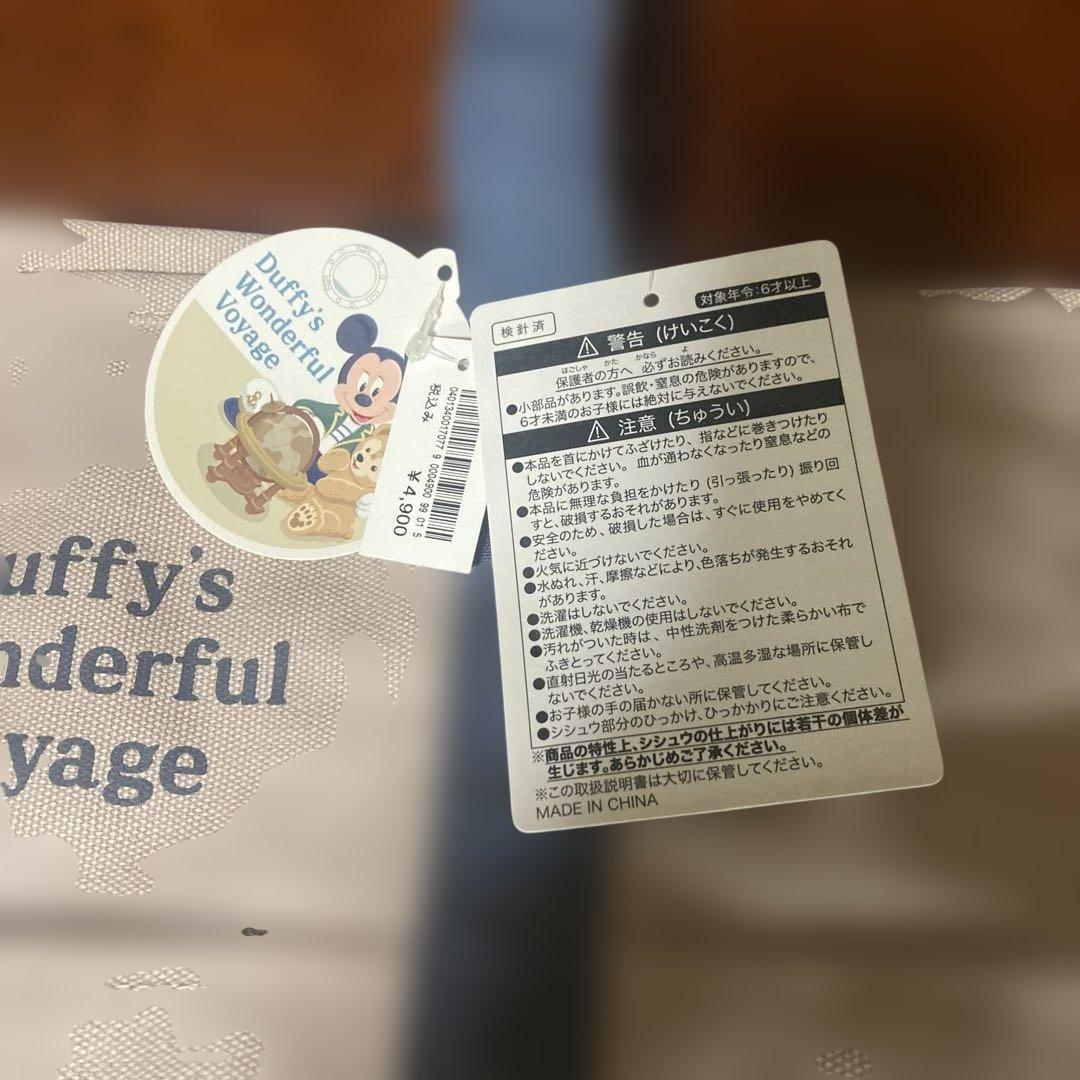 Duffy's
Wonderful
Voyage
税込み
0401340017077 9 0004900 99 01 5
¥4,900
対象年令:6才以上
検針済
警告 (けいこく)
ほごしゃ かた かなら よ
保護者の方へ 必ずお読みください。
●小部品があります。誤飲・窒息の危険がありますので、
6才未満のお子様には絶対に与えないでください。
注意 (ちゅうい)
●本品を首にかけてふざけたり、指などに巻きつけたり
しないでください。血が通わなくなったり窒息などの
危険があります。
●本品に無理な負担をかけたり (引っ張ったり) 振り回
すと、破損するおそれがあります。
●安全のため、破損した場合は、すぐに使用をやめてく
ださい。
●火気に近づけないでください。
●水ぬれ、汗、摩擦などにより、色落ちが発生するおそれ
があります。
●洗濯はしないでください。
●洗濯機、乾燥機の使用はしないでください。
●汚れがついた時は、中性洗剤をつけた柔らかい布で
ふきとってください。
●直射日光の当たるところや、高温多湿な場所に保管し
ないでください。
●お子様の手の届かない所に保管してください。
●シシュウ部分のひっかけ、ひっかかりにご注意ください。
※商品の特性上、シシュウの仕上がりには若干の個体差が
生じます。あらかじめご了承ください。
※この取扱説明書は大切に保管してください。
MADE IN CHINA
uffy's
nderful
yage